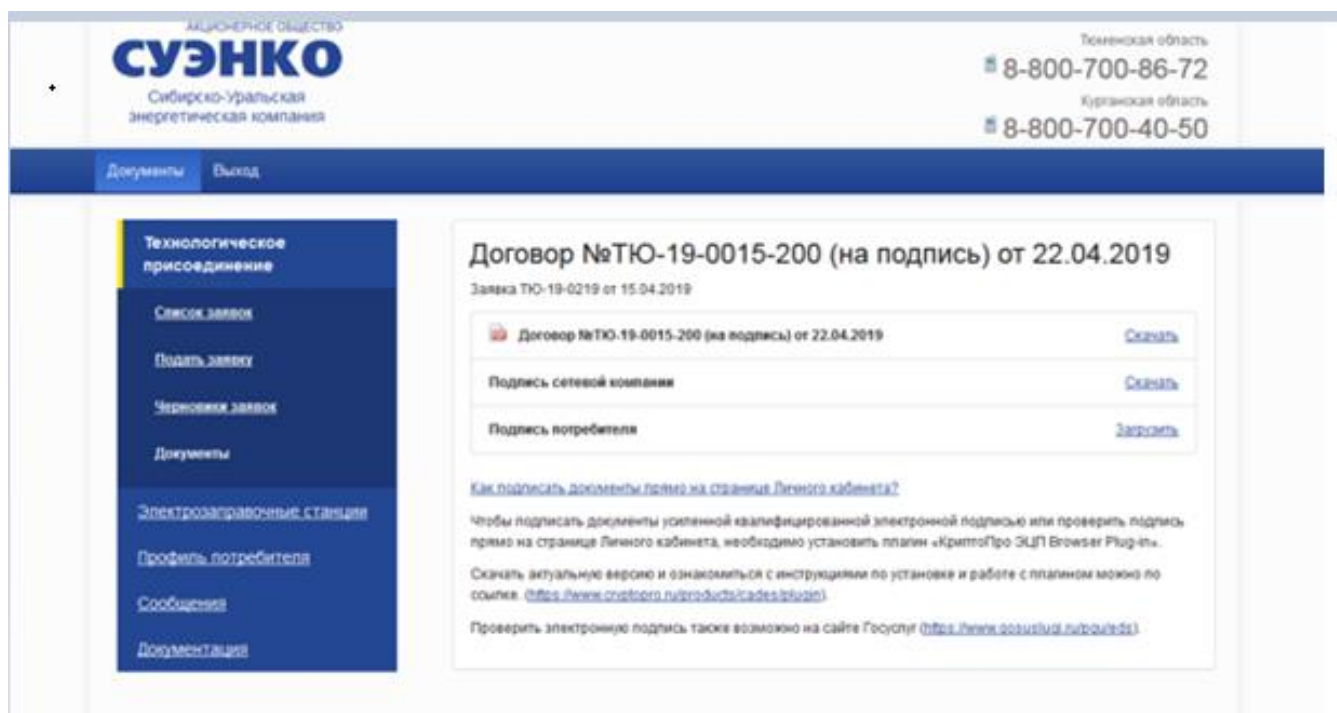 АКЦИОНЕРНОЕ ОБЩЕСТВО
СУЭНКО
Сибирско-Уральская
энергетическая компания
Тюменская область
8-800-700-86-72
Курганская область
8-800-700-40-50
Документы Выход
Технологическое
присоединение
Список заявок
Подать заявку
Черновики заявок
Документы
Электрозаправочные станции
Профиль потребителя
Сообщения
Документация
Договор №ТЮ-19-0015-200 (на подпись) от 22.04.2019
Заявка ТЮ-19-0219 от 15.04.2019
Договор №ТЮ-19-0015-200 (на подпись) от 22.04.2019 Скачать
Подпись сетевой компании Скачать
Подпись потребителя Загрузить
Как подписать документы прямо на странице Личного кабинета?
Чтобы подписать документы усиленной квалифицированной электронной подписью или проверить подпись
прямо на странице Личного кабинета, необходимо установить плагин «КриптоПро ЭЦП Browser Plug-in».
Скачать актуальную версию и ознакомиться с инструкциями по установке и работе с плагином можно по
ссылке. (https://www.cryptopro.ru/products/cades/plugin).
Проверить электронную подпись также возможно на сайте Госуслуг (https://www.gosuslugi.ru/pgu/eds).